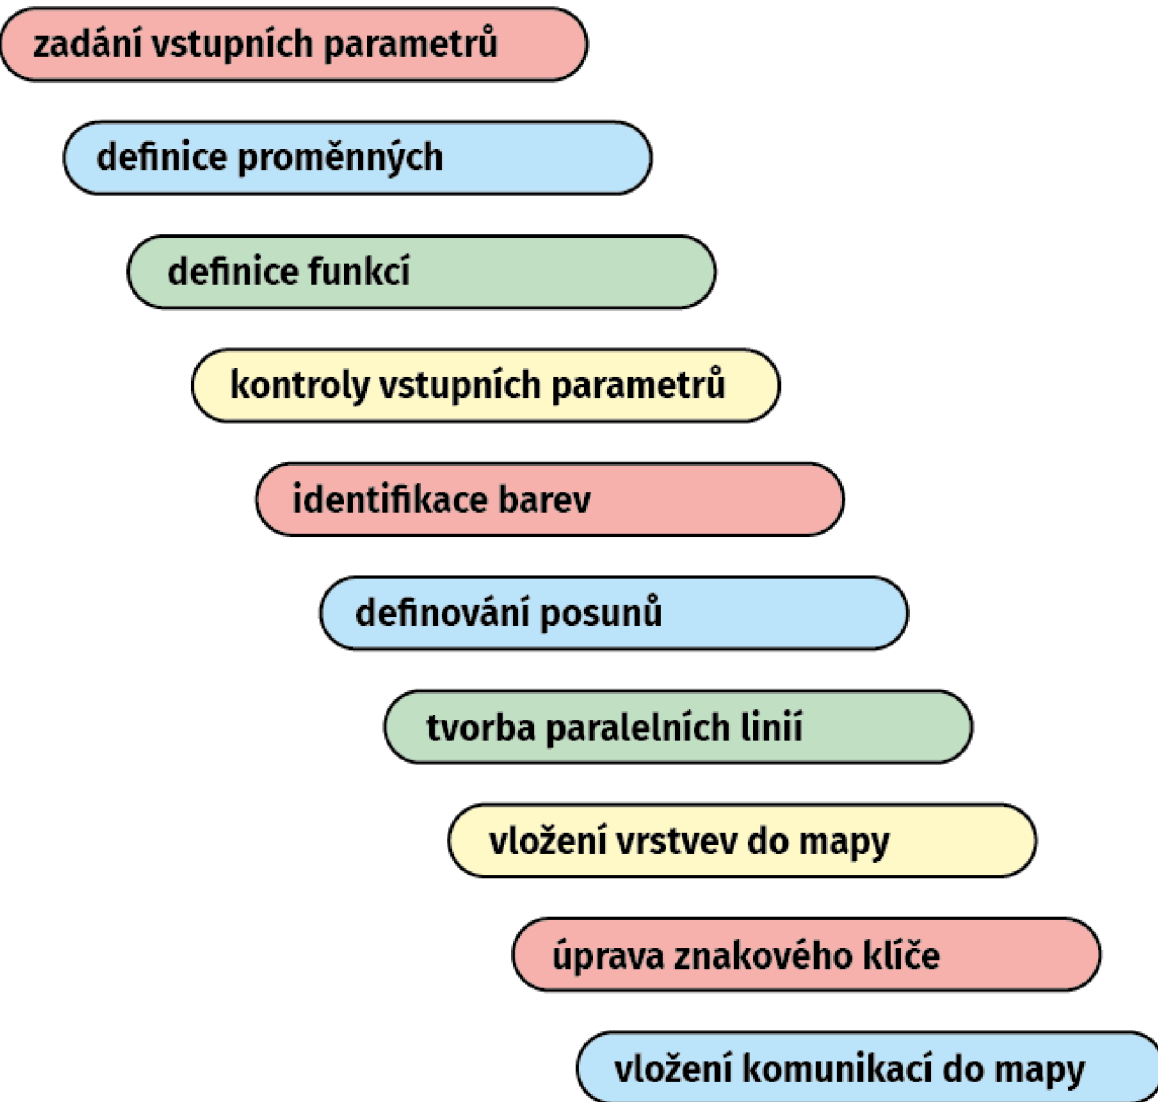 zadání vstupních parametrů
definice proměnných
definice funkcí
kontroly vstupních parametrů
identifikace barev
definování posunů
tvorba paralelních linií
vložení vrstvev do mapy
úprava znakového klíče
vložení komunikací do mapy